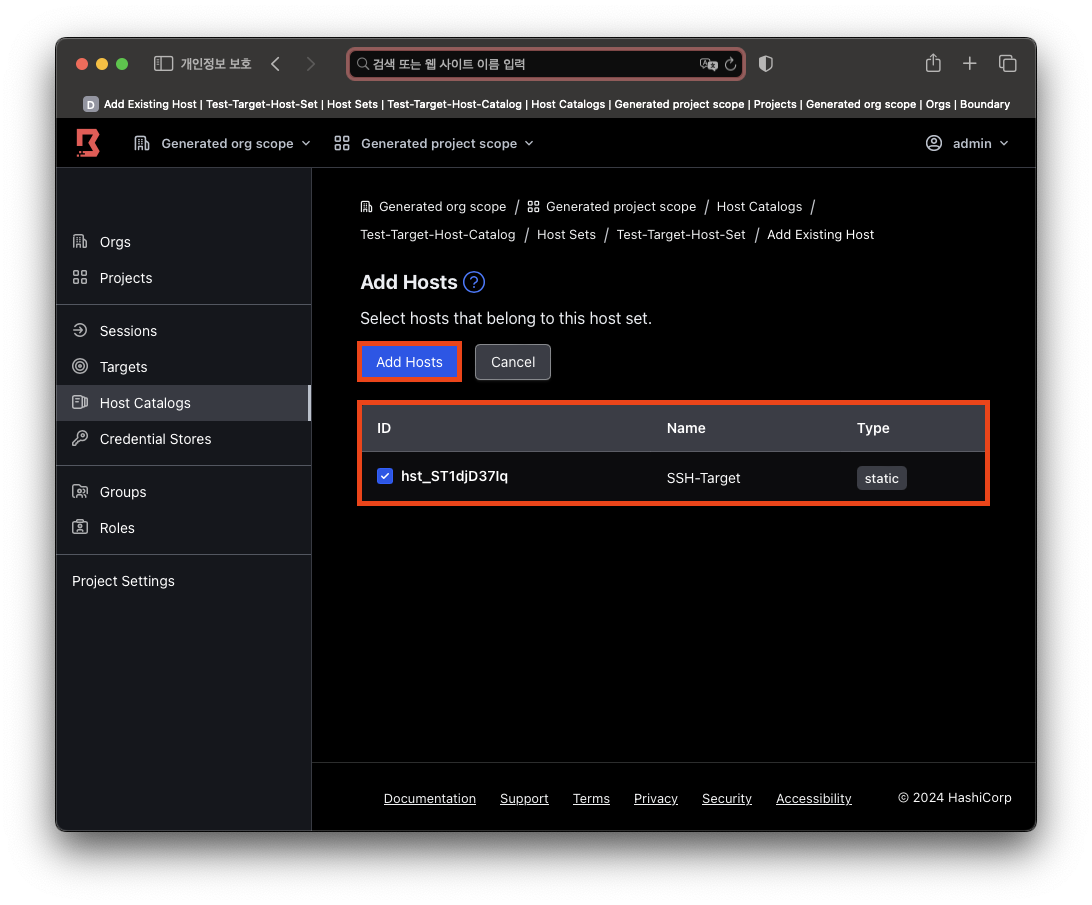 개인정보 보호
검색 또는 웹 사이트 이름 입력
D Add Existing Host | Test-Target-Host-Set | Host Sets | Test-Target-Host-Catalog | Host Catalogs | Generated project scope | Projects | Generated org scope | Orgs | Boundary
Generated org scope Generated project scope admin
Generated org scope / Generated project scope / Host Catalogs /
Test-Target-Host-Catalog / Host Sets / Test-Target-Host-Set / Add Existing Host
Orgs
Projects
Sessions
Targets
Host Catalogs
Credential Stores
Groups
Roles
Project Settings
Add Hosts ?
Select hosts that belong to this host set.
Add Hosts Cancel
ID Name Type
hst_ST1djD37lq SSH-Target static
Documentation Support Terms Privacy Security Accessibility © 2024 HashiCorp